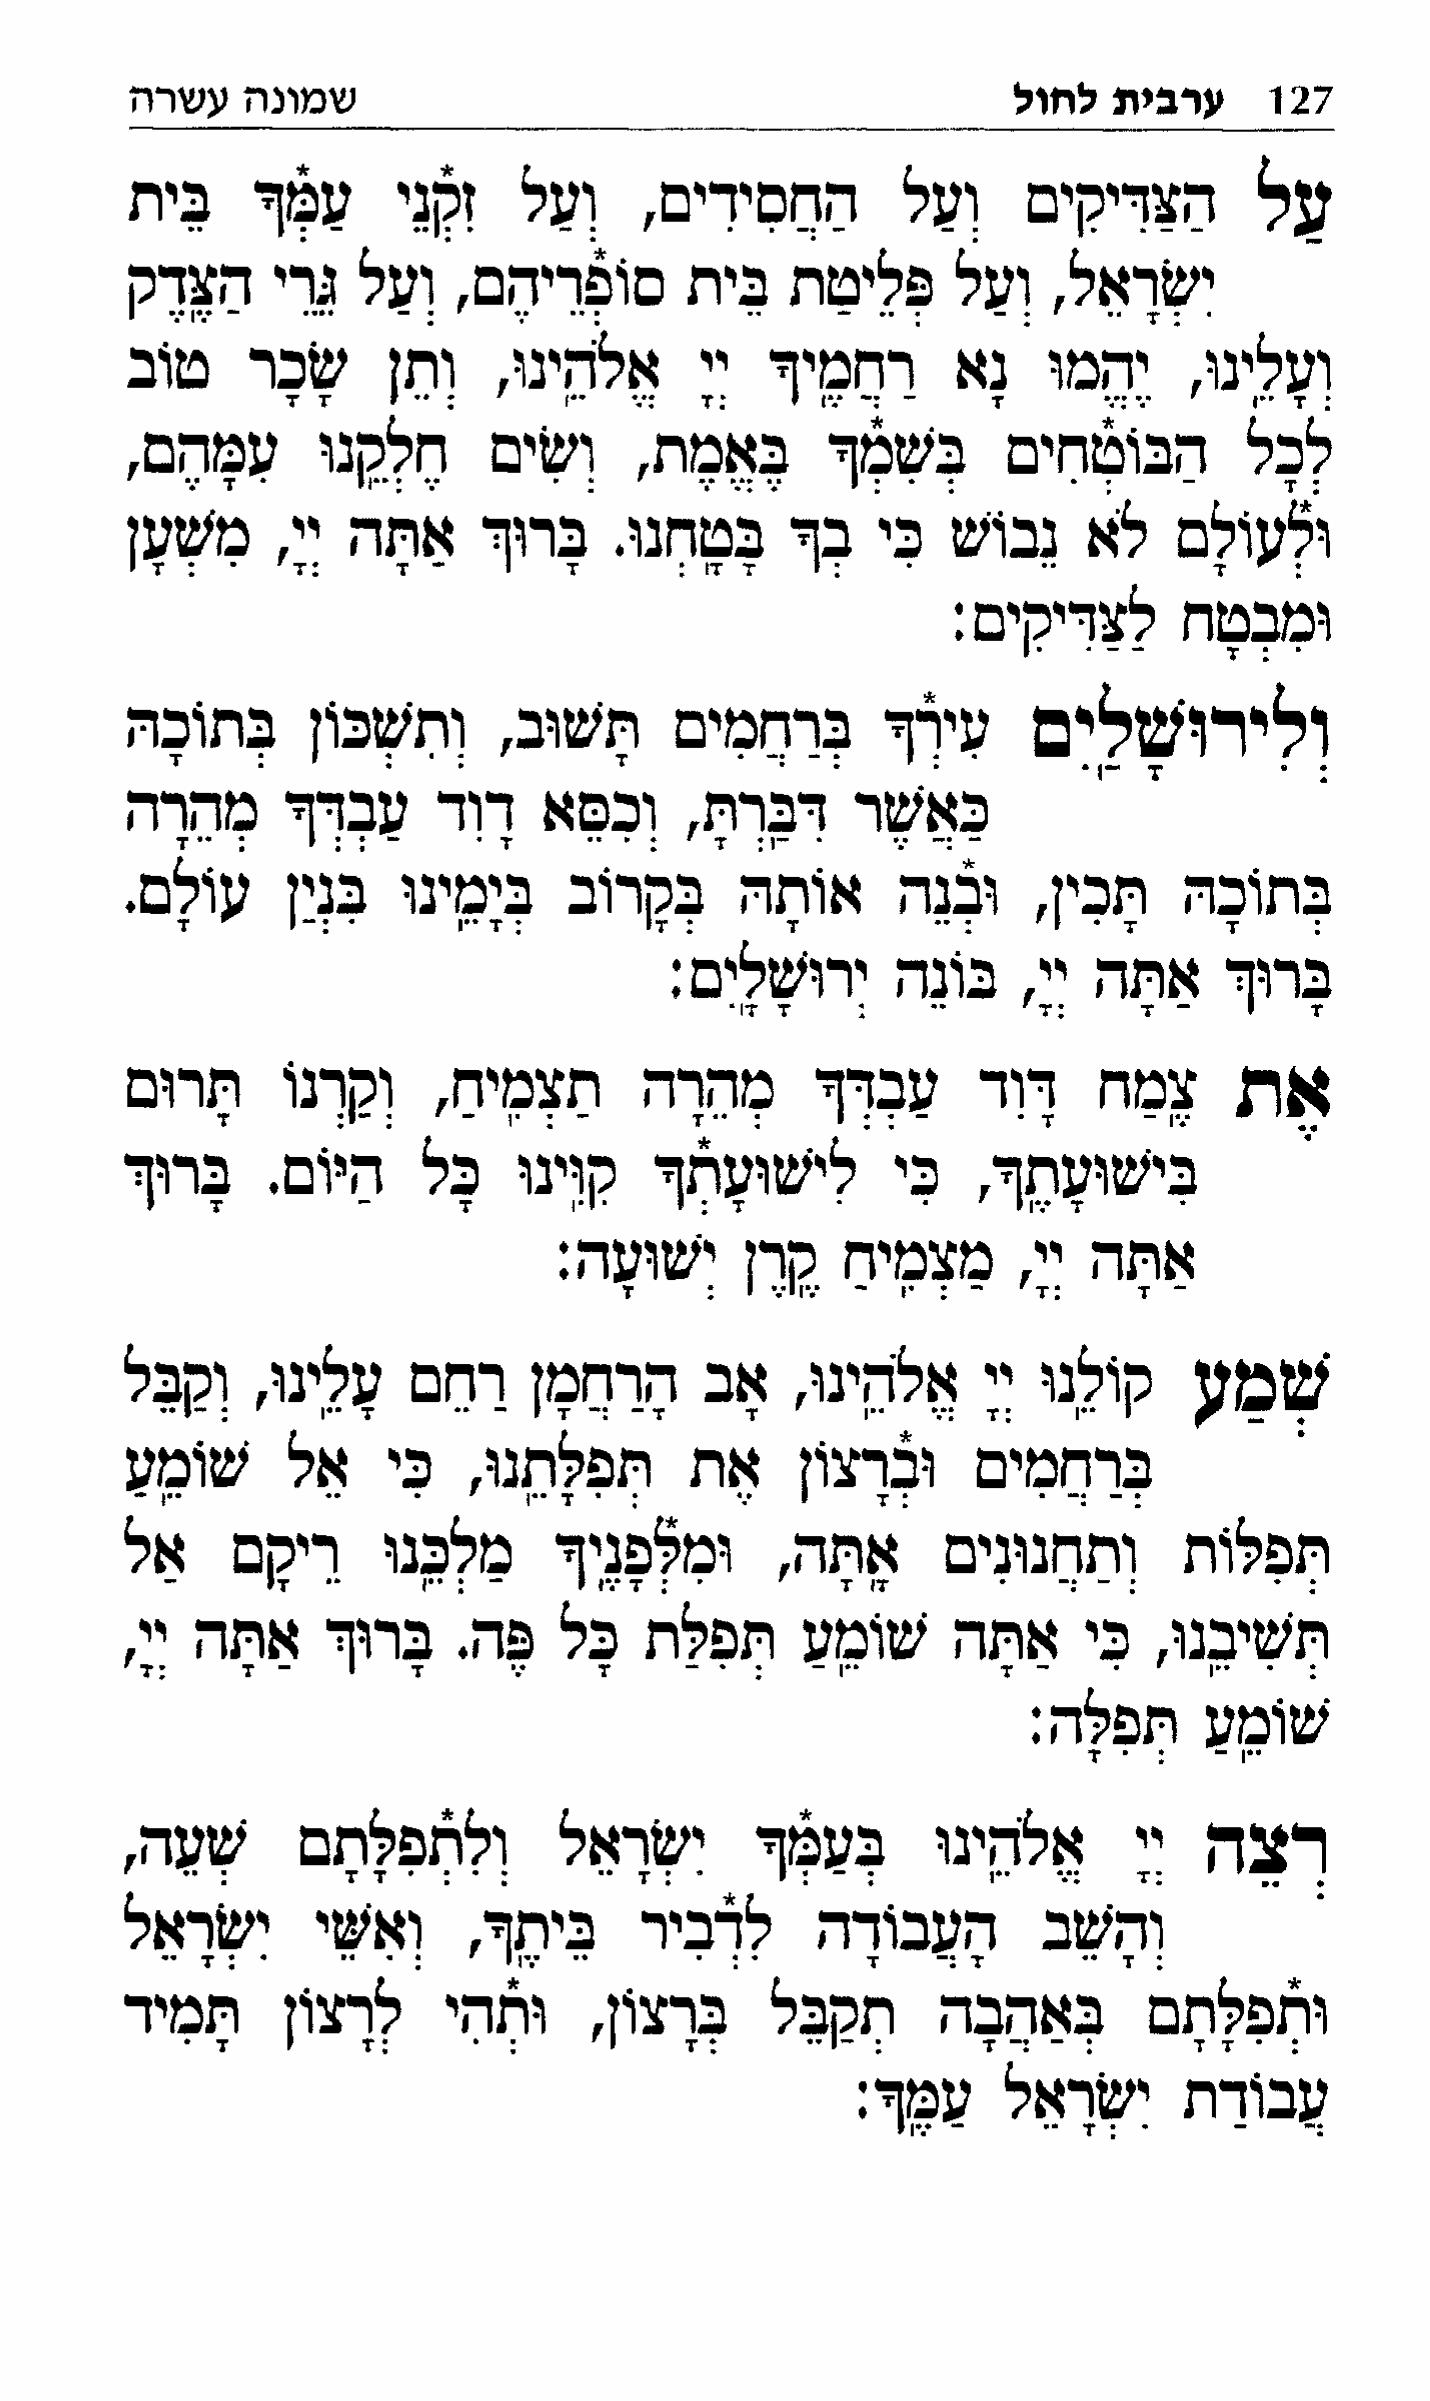 127 ערבית לחול שמונה עשרה
עַל הַצַּדִּיקִים וְעַל הַחֲסִידִים, וְעַל זִקְ*נֵי עַמְּ*ךָ בֵּית
יִשְׂרָאֵל, וְעַל פְּלֵיטַת בֵּית סוֹפְ*רֵיהֶם, וְעַל גֵּרֵי הַצֶּֽדֶק
וְעָלֵֽינוּ, יֶהֱמוּ נָא רַחֲמֶֽיךָ יְיָ אֱלֹהֵֽינוּ, וְתֵן שָׂכָר טוֹב
לְכָל הַבּוֹטְ*חִים בְּשִׁמְ*ךָ בֶּאֱמֶת, וְשִׂים חֶלְקֵֽנוּ עִמָּהֶם,
וּלְ*עוֹלָם לֹא נֵבוֹשׁ כִּי בְךָ בָּטָֽחְנוּ. בָּרוּךְ אַתָּה יְיָ, מִשְׁעָן
וּמִבְטָח לַצַּדִּיקִים:
וְלִירוּשָׁלַֽיִם עִירְ*ךָ בְּרַחֲמִים תָּשׁוּב, וְתִשְׁכּוֹן בְּתוֹכָהּ
כַּאֲשֶׁר דִּבַּֽרְתָּ, וְכִסֵּא דָוִד עַבְדְּךָ מְהֵרָה
בְּתוֹכָהּ תָּכִין, וּבְ*נֵה אוֹתָהּ בְּקָרוֹב בְּיָמֵֽינוּ בִּנְיַן עוֹלָם.
בָּרוּךְ אַתָּה יְיָ, בּוֹנֵה יְרוּשָׁלָֽיִם:
אֶת צֶֽמַח דָּוִד עַבְדְּךָ מְהֵרָה תַצְמִֽיחַ, וְקַרְנוֹ תָּרוּם
בִּישׁוּעָתֶֽךָ, כִּי לִישׁוּעָתְ*ךָ קִוִּֽינוּ כָּל הַיּוֹם. בָּרוּךְ
אַתָּה יְיָ, מַצְמִֽיחַ קֶֽרֶן יְשׁוּעָה:
שְׁמַע קוֹלֵֽנוּ יְיָ אֱלֹהֵֽינוּ, אָב הָרַחֲמָן רַחֵם עָלֵֽינוּ, וְקַבֵּל
בְּרַחֲמִים וּבְ*רָצוֹן אֶת תְּפִלָּתֵֽנוּ, כִּי אֵל שׁוֹמֵֽעַ
תְּפִלּוֹת וְתַחֲנוּנִים אָֽתָּה, וּמִלְּ*פָנֶֽיךָ מַלְכֵּֽנוּ רֵיקָם אַל
תְּשִׁיבֵֽנוּ, כִּי אַתָּה שׁוֹמֵֽעַ תְּפִלַּת כָּל פֶּה. בָּרוּךְ אַתָּה יְיָ,
שׁוֹמֵֽעַ תְּפִלָּה:
רְצֵה יְיָ אֱלֹהֵֽינוּ בְּעַמְּ*ךָ יִשְׂרָאֵל וְלִתְ*פִלָּתָם שְׁעֵה,
וְהָשֵׁב הָעֲבוֹדָה לִדְ*בִיר בֵּיתֶֽךָ, וְאִשֵּׁי יִשְׂרָאֵל
וּתְ*פִלָּתָם בְּאַהֲבָה תְקַבֵּל בְּרָצוֹן, וּתְ*הִי לְרָצוֹן תָּמִיד
עֲבוֹדַת יִשְׂרָאֵל עַמֶּֽךָ: